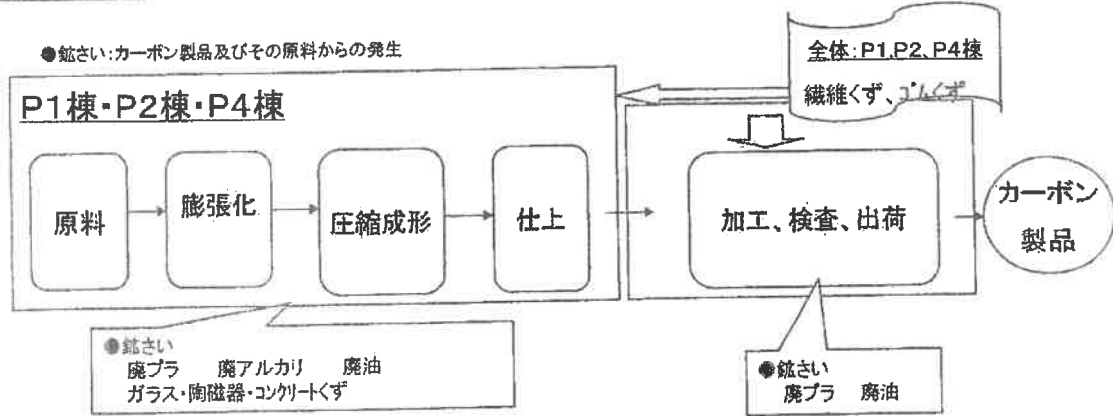 ●鉱さい:カーボン製品及びその原料からの発生
全体:P1,P2、P4棟
繊維くず、ゴムくず
P1棟・P2棟・P4棟
原料
膨張化
圧縮成形
仕上
加工、検査、出荷
カーボン
製品
●鉱さい
廃プラ 廃アルカリ 廃油
ガラス・陶磁器・コンクリートくず
●鉱さい
廃プラ 廃油